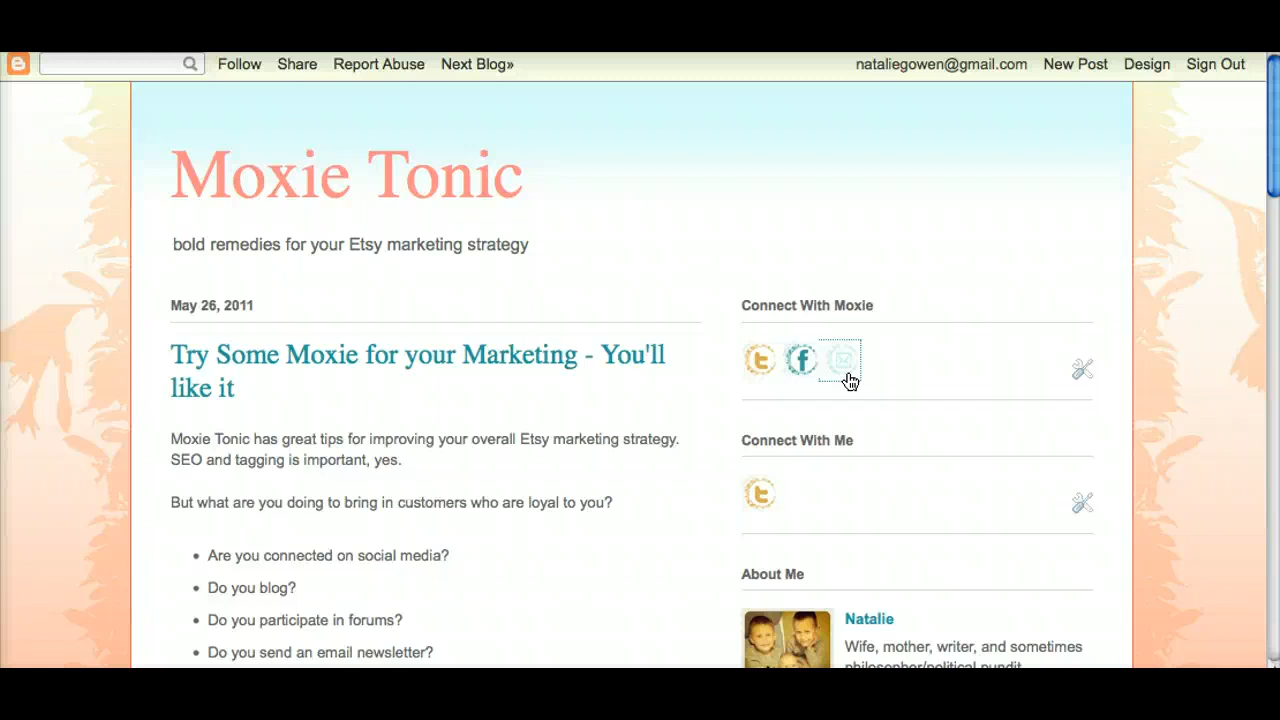 Follow Share Report Abuse Next Blog» nataliegowen@gmail.com New Post Design Sign Out
Moxie Tonic
bold remedies for your Etsy marketing strategy
May 26, 2011
Try Some Moxie for your Marketing - You'll
like it
Moxie Tonic has great tips for improving your overall Etsy marketing strategy.
SEO and tagging is important, yes.
But what are you doing to bring in customers who are loyal to you?
• Are you connected on social media?
• Do you blog?
• Do you participate in forums?
• Do you send an email newsletter?
Connect With Moxie
Connect With Me
About Me
Natalie
Wife, mother, writer, and sometimes
philosopher/political pundit